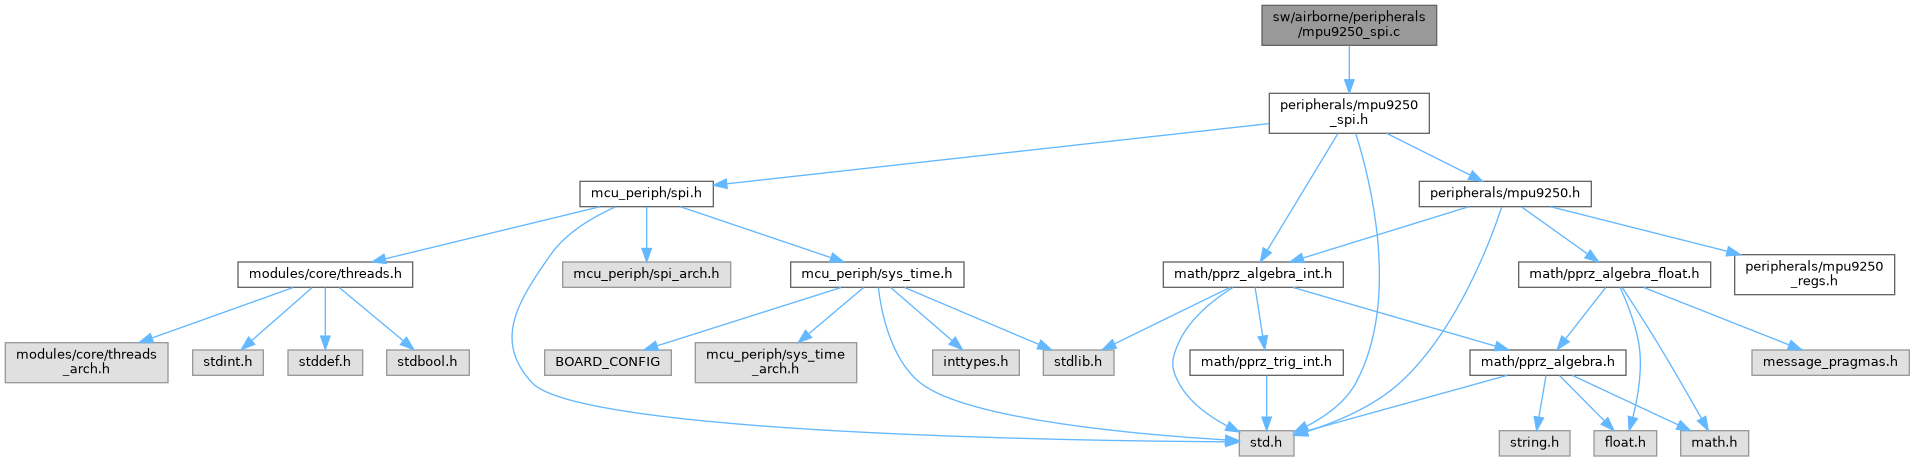 sw/airborne/peripherals
/mpu9250_spi.c
peripherals/mpu9250
_spi.h
mcu_periph/spi.h
peripherals/mpu9250.h
modules/core/threads.h
mcu_periph/spi_arch.h
mcu_periph/sys_time.h
math/pprz_algebra_int.h
math/pprz_algebra_float.h
peripherals/mpu9250
_regs.h
modules/core/threads
_arch.h
stdint.h
stddef.h
stdbool.h
BOARD_CONFIG
mcu_periph/sys_time
_arch.h
inttypes.h
stdlib.h
math/pprz_trig_int.h
math/pprz_algebra.h
message_pragmas.h
std.h
string.h
float.h
math.h